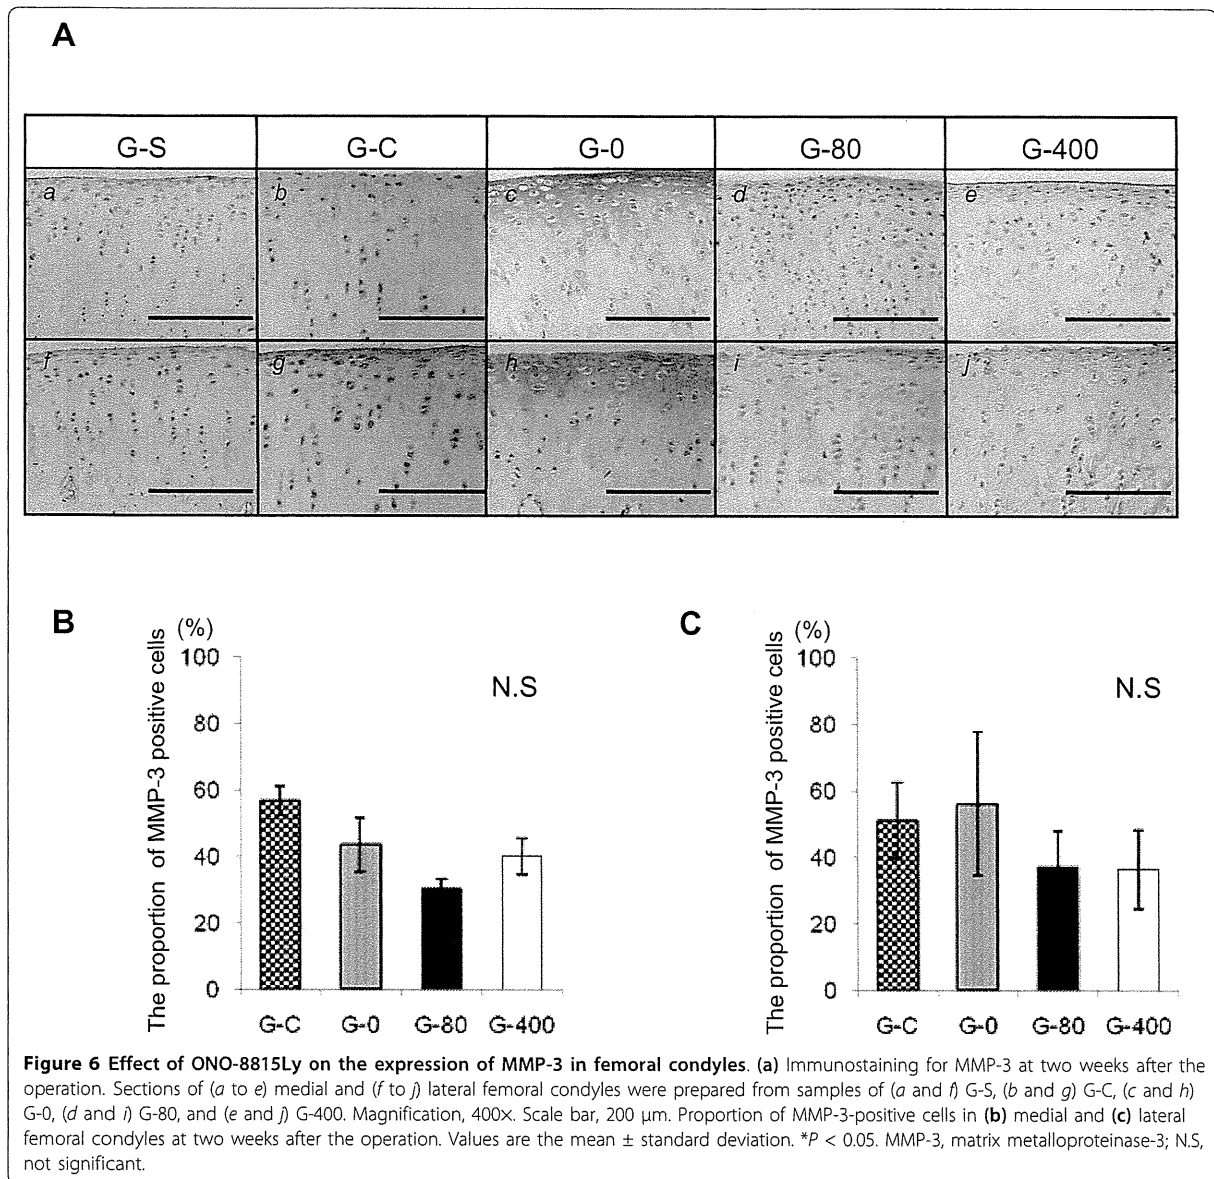 A
G-S G-C G-0 G-80 G-400
a b c d e
f g h i j
B
(%)
The proportion of MMP-3 positive cells
100
80
60
40
20
0
N.S
G-C G-0 G-80 G-400
C
(%)
The proportion of MMP-3 positive cells
100
80
60
40
20
0
N.S
G-C G-0 G-80 G-400
Figure 6 Effect of ONO-8815Ly on the expression of MMP-3 in femoral condyles. (a) Immunostaining for MMP-3 at two weeks after the
operation. Sections of (a to e) medial and (f to j) lateral femoral condyles were prepared from samples of (a and f) G-S, (b and g) G-C, (c and h)
G-0, (d and i) G-80, and (e and j) G-400. Magnification, 400×. Scale bar, 200 μm. Proportion of MMP-3-positive cells in (b) medial and (c) lateral
femoral condyles at two weeks after the operation. Values are the mean ± standard deviation. *P < 0.05. MMP-3, matrix metalloproteinase-3; N.S,
not significant.